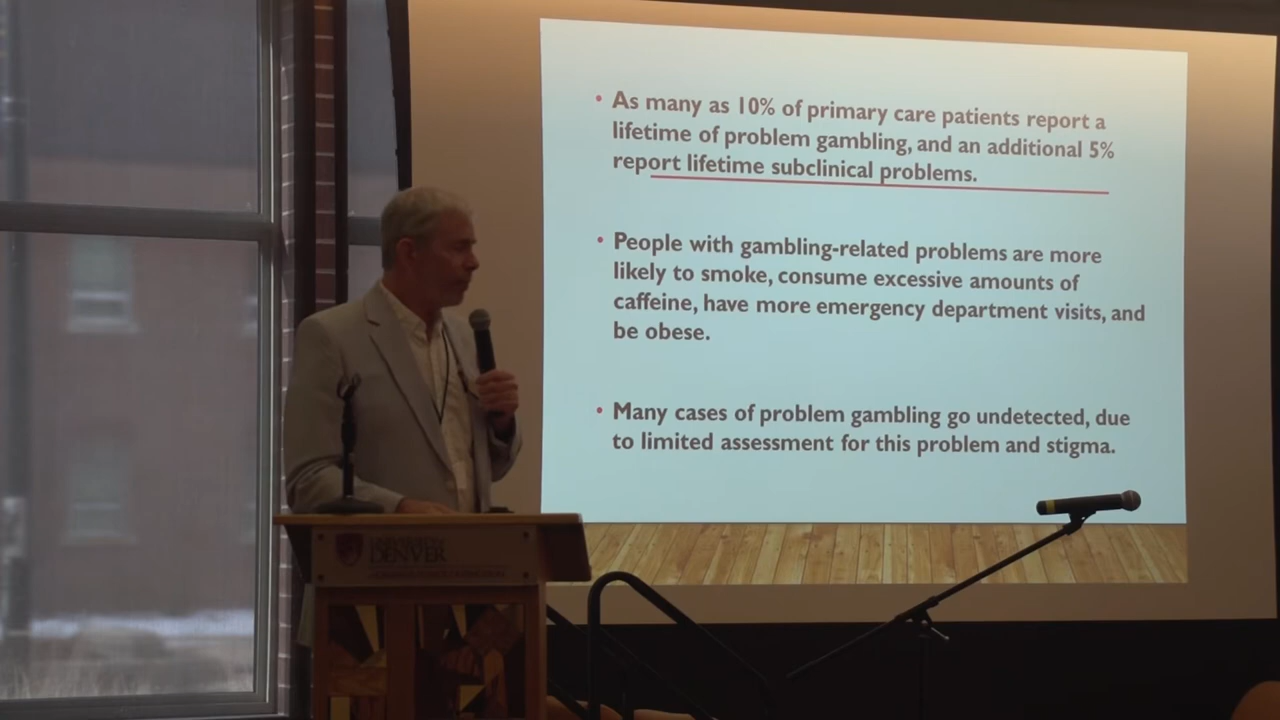 • As many as 10% of primary care patients report a
lifetime of problem gambling, and an additional 5%
report lifetime subclinical problems.
• People with gambling-related problems are more
likely to smoke, consume excessive amounts of
caffeine, have more emergency department visits, and
be obese.
• Many cases of problem gambling go undetected, due
to limited assessment for this problem and stigma.
UNIVERSITY OF
DENVER